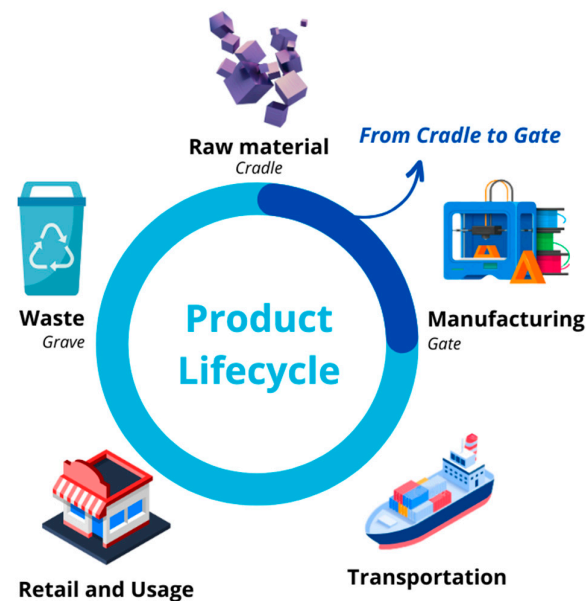 Raw material
Cradle
From Cradle to Gate
Manufacturing
Gate
Waste
Grave
Product
Lifecycle
Transportation
Retail and Usage